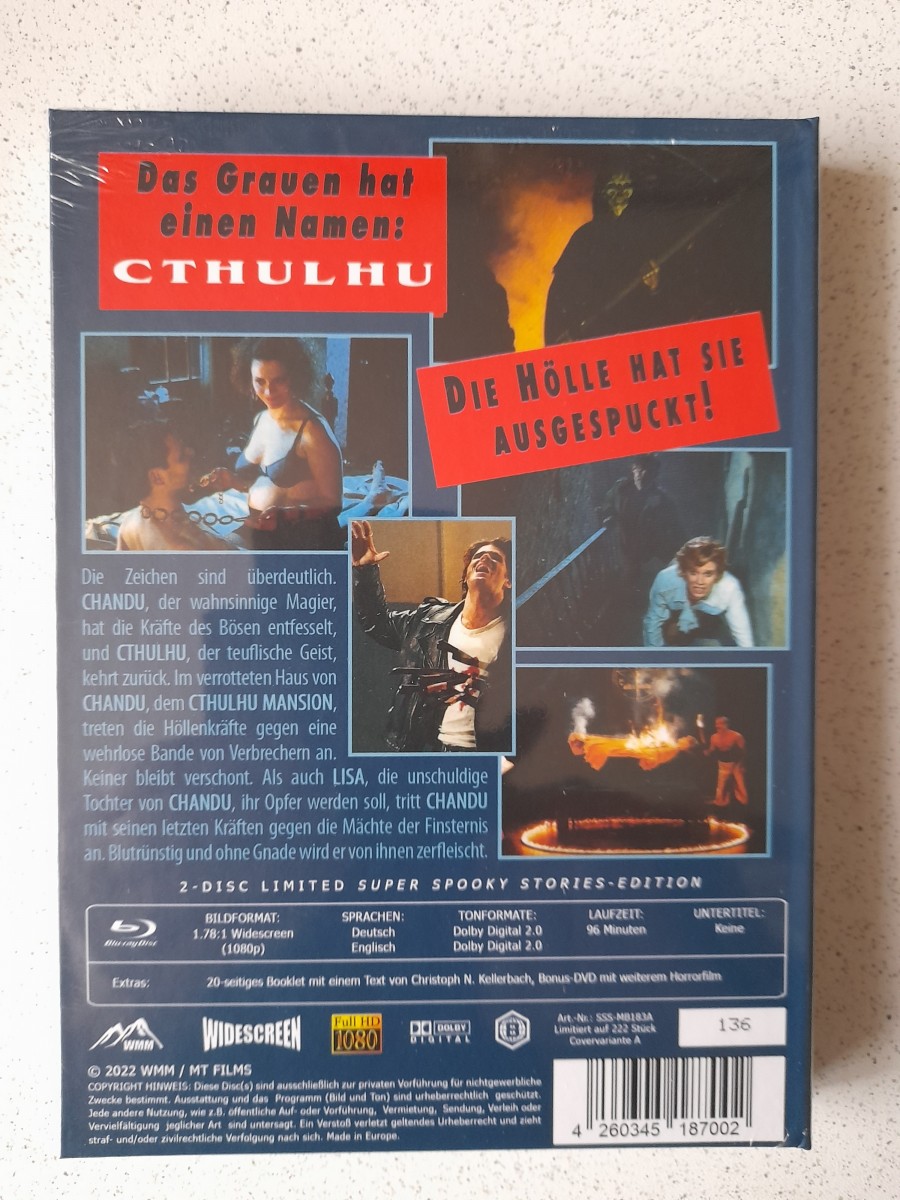 Das Grauen hat
einen Namen:
CTHULHU
DIE HÖLLE HAT SIE
AUSGESPUCKT!
Die Zeichen sind überdeutlich.
CHANDU, der wahnsinnige Magier,
hat die Kräfte des Bösen entfesselt,
und CTHULHU, der teuflische Geist,
kehrt zurück. Im verrotteten Haus von
CHANDU, dem CTHULHU MANSION,
treten die Höllenkräfte gegen eine
wehrlose Bande von Verbrechern an.
Keiner bleibt verschont. Als auch LISA, die unschuldige
Tochter von CHANDU, ihr Opfer werden soll, tritt CHANDU
mit seinen letzten Kräften gegen die Mächte der Finsternis
an. Blutrünstig und ohne Gnade wird er von ihnen zerfleischt.
2-DISC LIMITED SUPER SPOOKY STORIES-EDITION
Blu-ray Disc
BILDFORMAT:
1.78:1 Widescreen
(1080p)
SPRACHEN:
Deutsch
Englisch
TONFORMATE:
Dolby Digital 2.0
Dolby Digital 2.0
LAUFZEIT:
96 Minuten
UNTERTITEL:
Keine
Extras: 20-seitiges Booklet mit einem Text von Christoph N. Kellerbach, Bonus-DVD mit weiterem Horrorfilm
WMM
WIDESCREEN
Full HD
1080
DOLBY
DIGITAL
Art.-Nr.: SSS-MB183A
Limitiert auf 222 Stück
Covervariante A
136
© 2022 WMM / MT FILMS
COPYRIGHT HINWEIS: Diese Disc(s) sind ausschließlich zur privaten Vorführung für nichtgewerbliche
Zwecke bestimmt. Ausstattung und das Programm (Bild und Ton) sind urheberrechtlich geschützt.
Jede andere Nutzung, wie z.B. öffentliche Auf- oder Vorführung, Vermietung, Sendung, Verleih oder
Vervielfältigung jeglicher Art sind untersagt. Ein Verstoß verletzt geltendes Urheberrecht und zieht
straf- und/oder zivilrechtliche Verfolgung nach sich. Made in Europe.
4 260345 187002